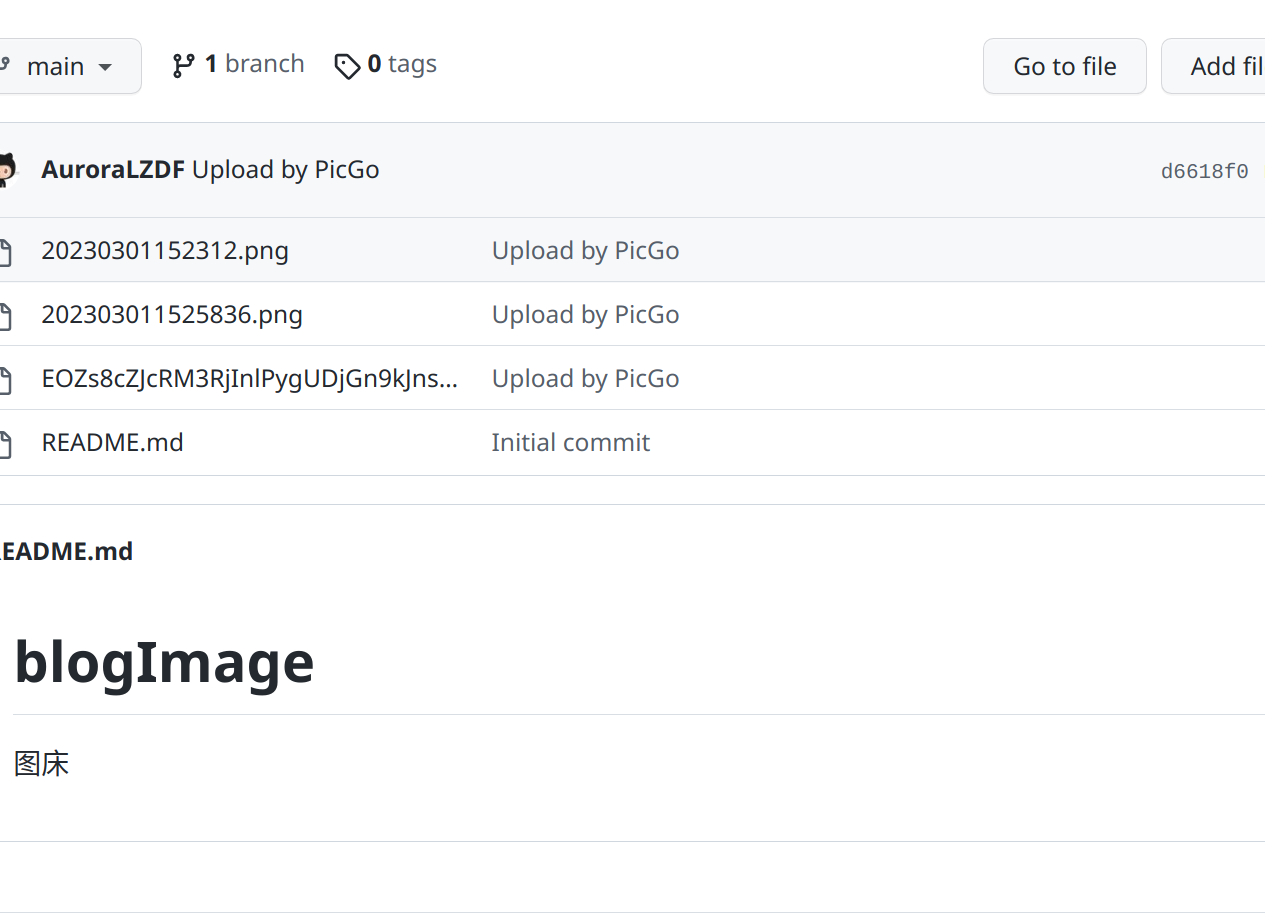 main 1 branch 0 tags Go to file Add fil
AuroraLZDF Upload by PicGo d6618f0
20230301152312.png Upload by PicGo
202303011525836.png Upload by PicGo
EOZs8cZJcRM3RjInlPygUDjGn9kJns... Upload by PicGo
README.md Initial commit
EADME.md
blogImage
图床